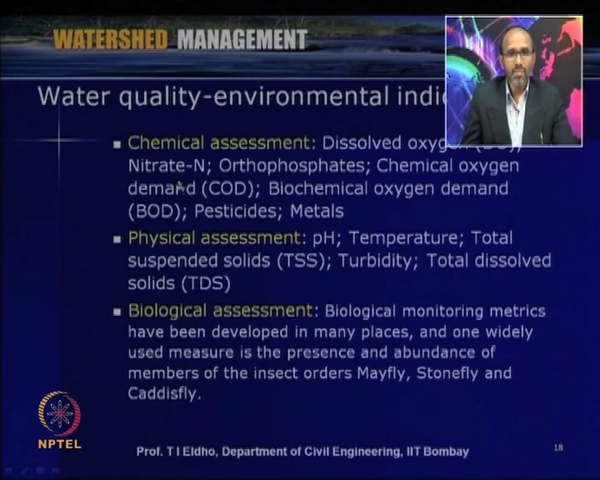 WATERSHED MANAGEMENT
Water quality-environmental
Chemical assessment: Dissolved
Nitrate-N; Orthophosphates; Chemical oxygen
demand (COD); Biochemical oxygen demand
(BOD); Pesticides; Metals
Physical assessment: pH; Temperature; Total
suspended solids (TSS); Turbidity; Total dissolved
solids (TDS)
Biological assessment: Biological monitoring metrics
have been developed in many places, and one widely
used measure is the presence and abundance of
members of the insect orders Mayfly, Stonefly and
Caddisfly.
NPTEL
Prof. T I Eldho, Department of Civil Engineering, IIT Bombay
18